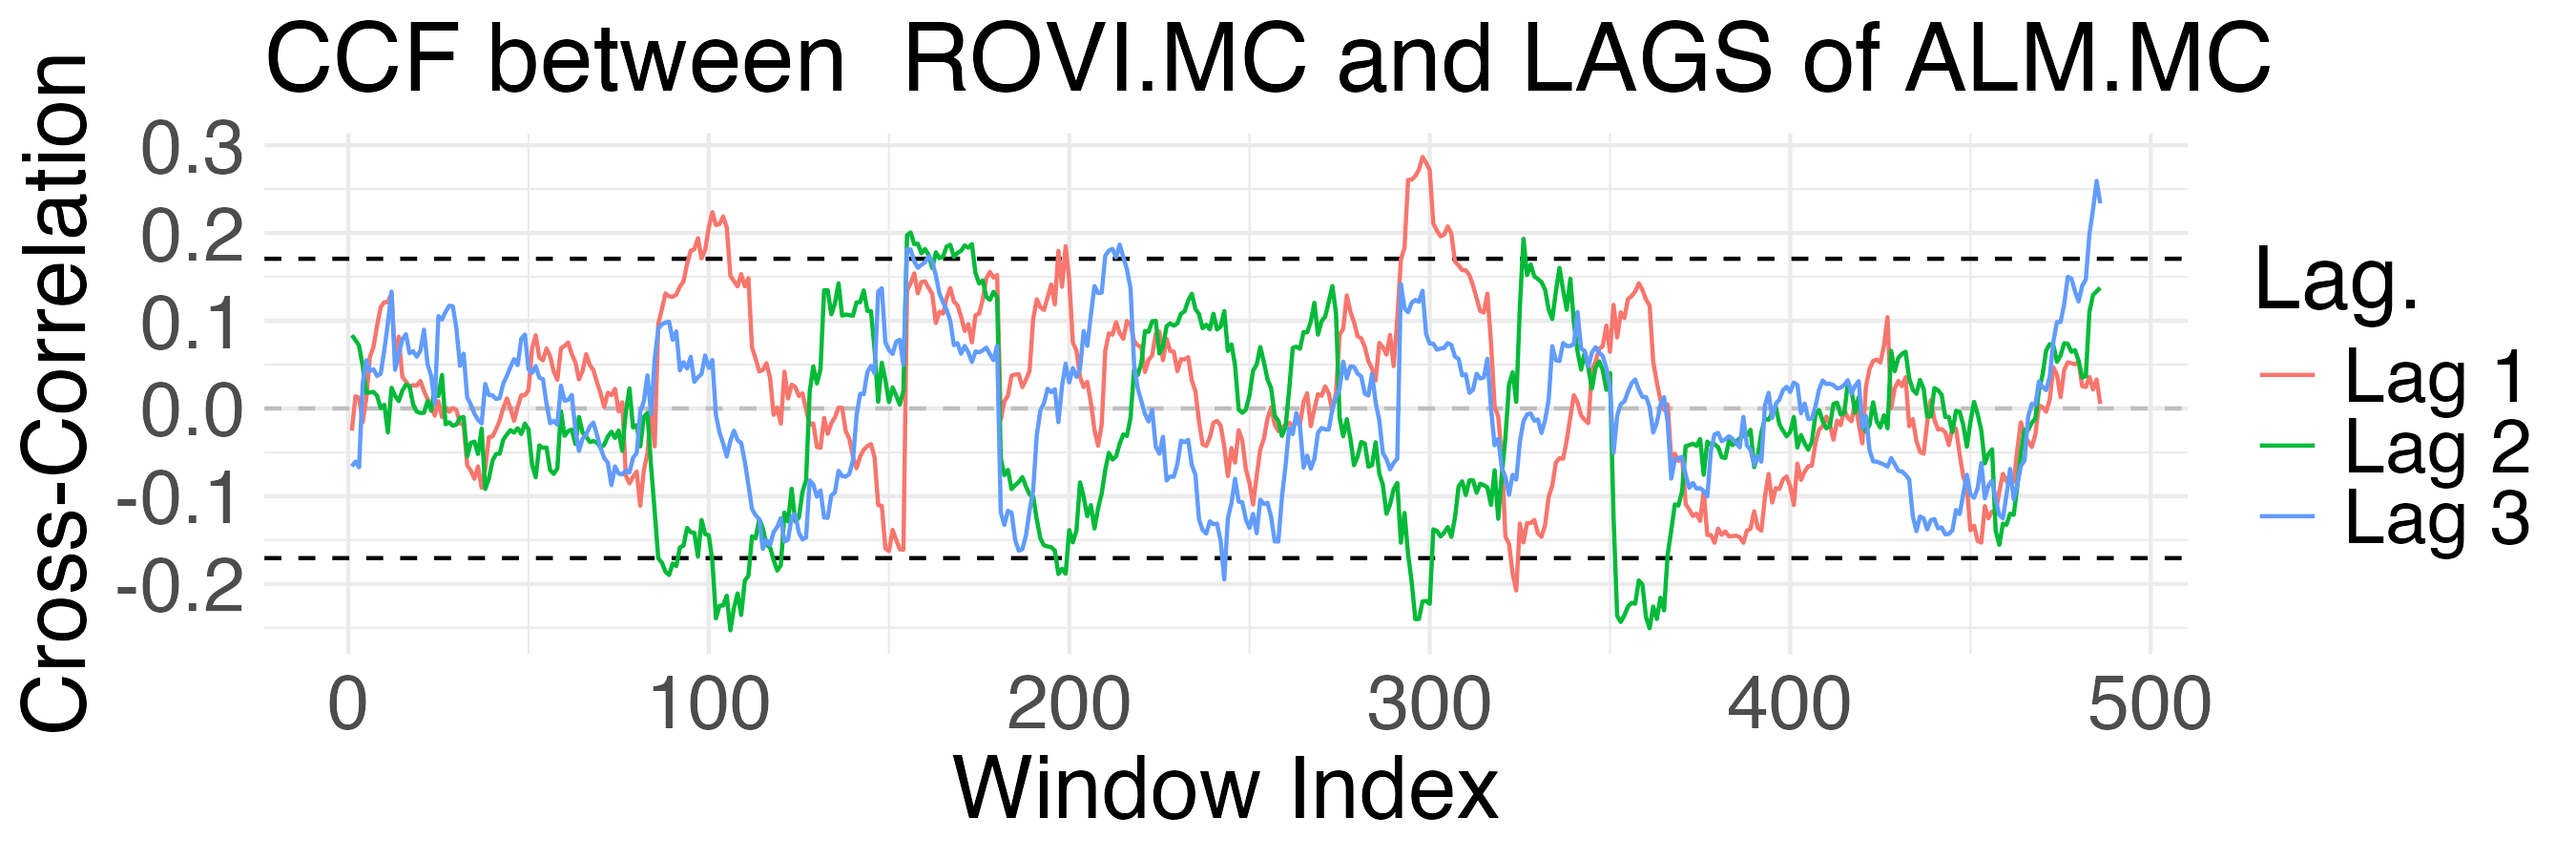 CCF between  ROVI.MC and LAGS of ALM.MC
Cross-Correlation
0.3
0.2
0.1
0.0
-0.1
-0.2
0 100 200 300 400 500
Window Index
Lag.
Lag 1
Lag 2
Lag 3